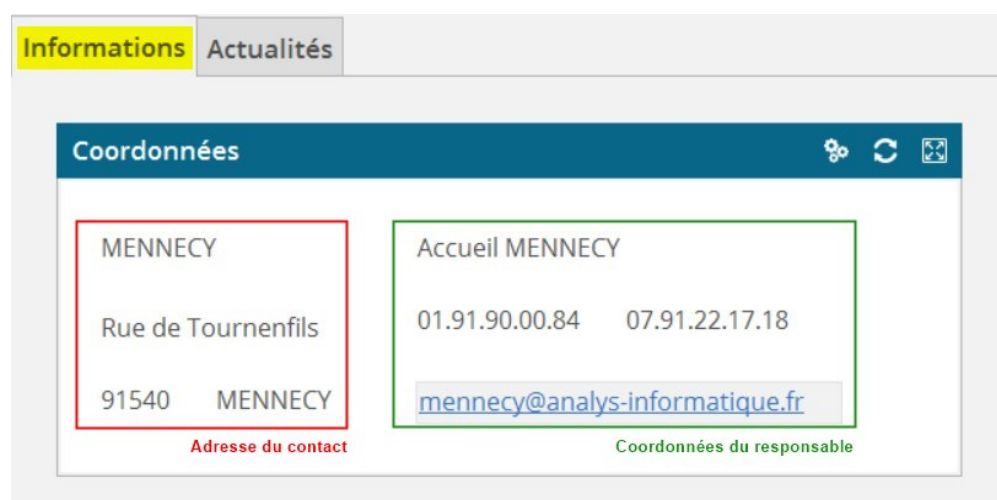 Informations Actualités
Coordonnées
MENNECY
Rue de Tournenfils
91540 MENNECY
Adresse du contact
Accueil MENNECY
01.91.90.00.84 07.91.22.17.18
mennecy@analys-informatique.fr
Coordonnées du responsable